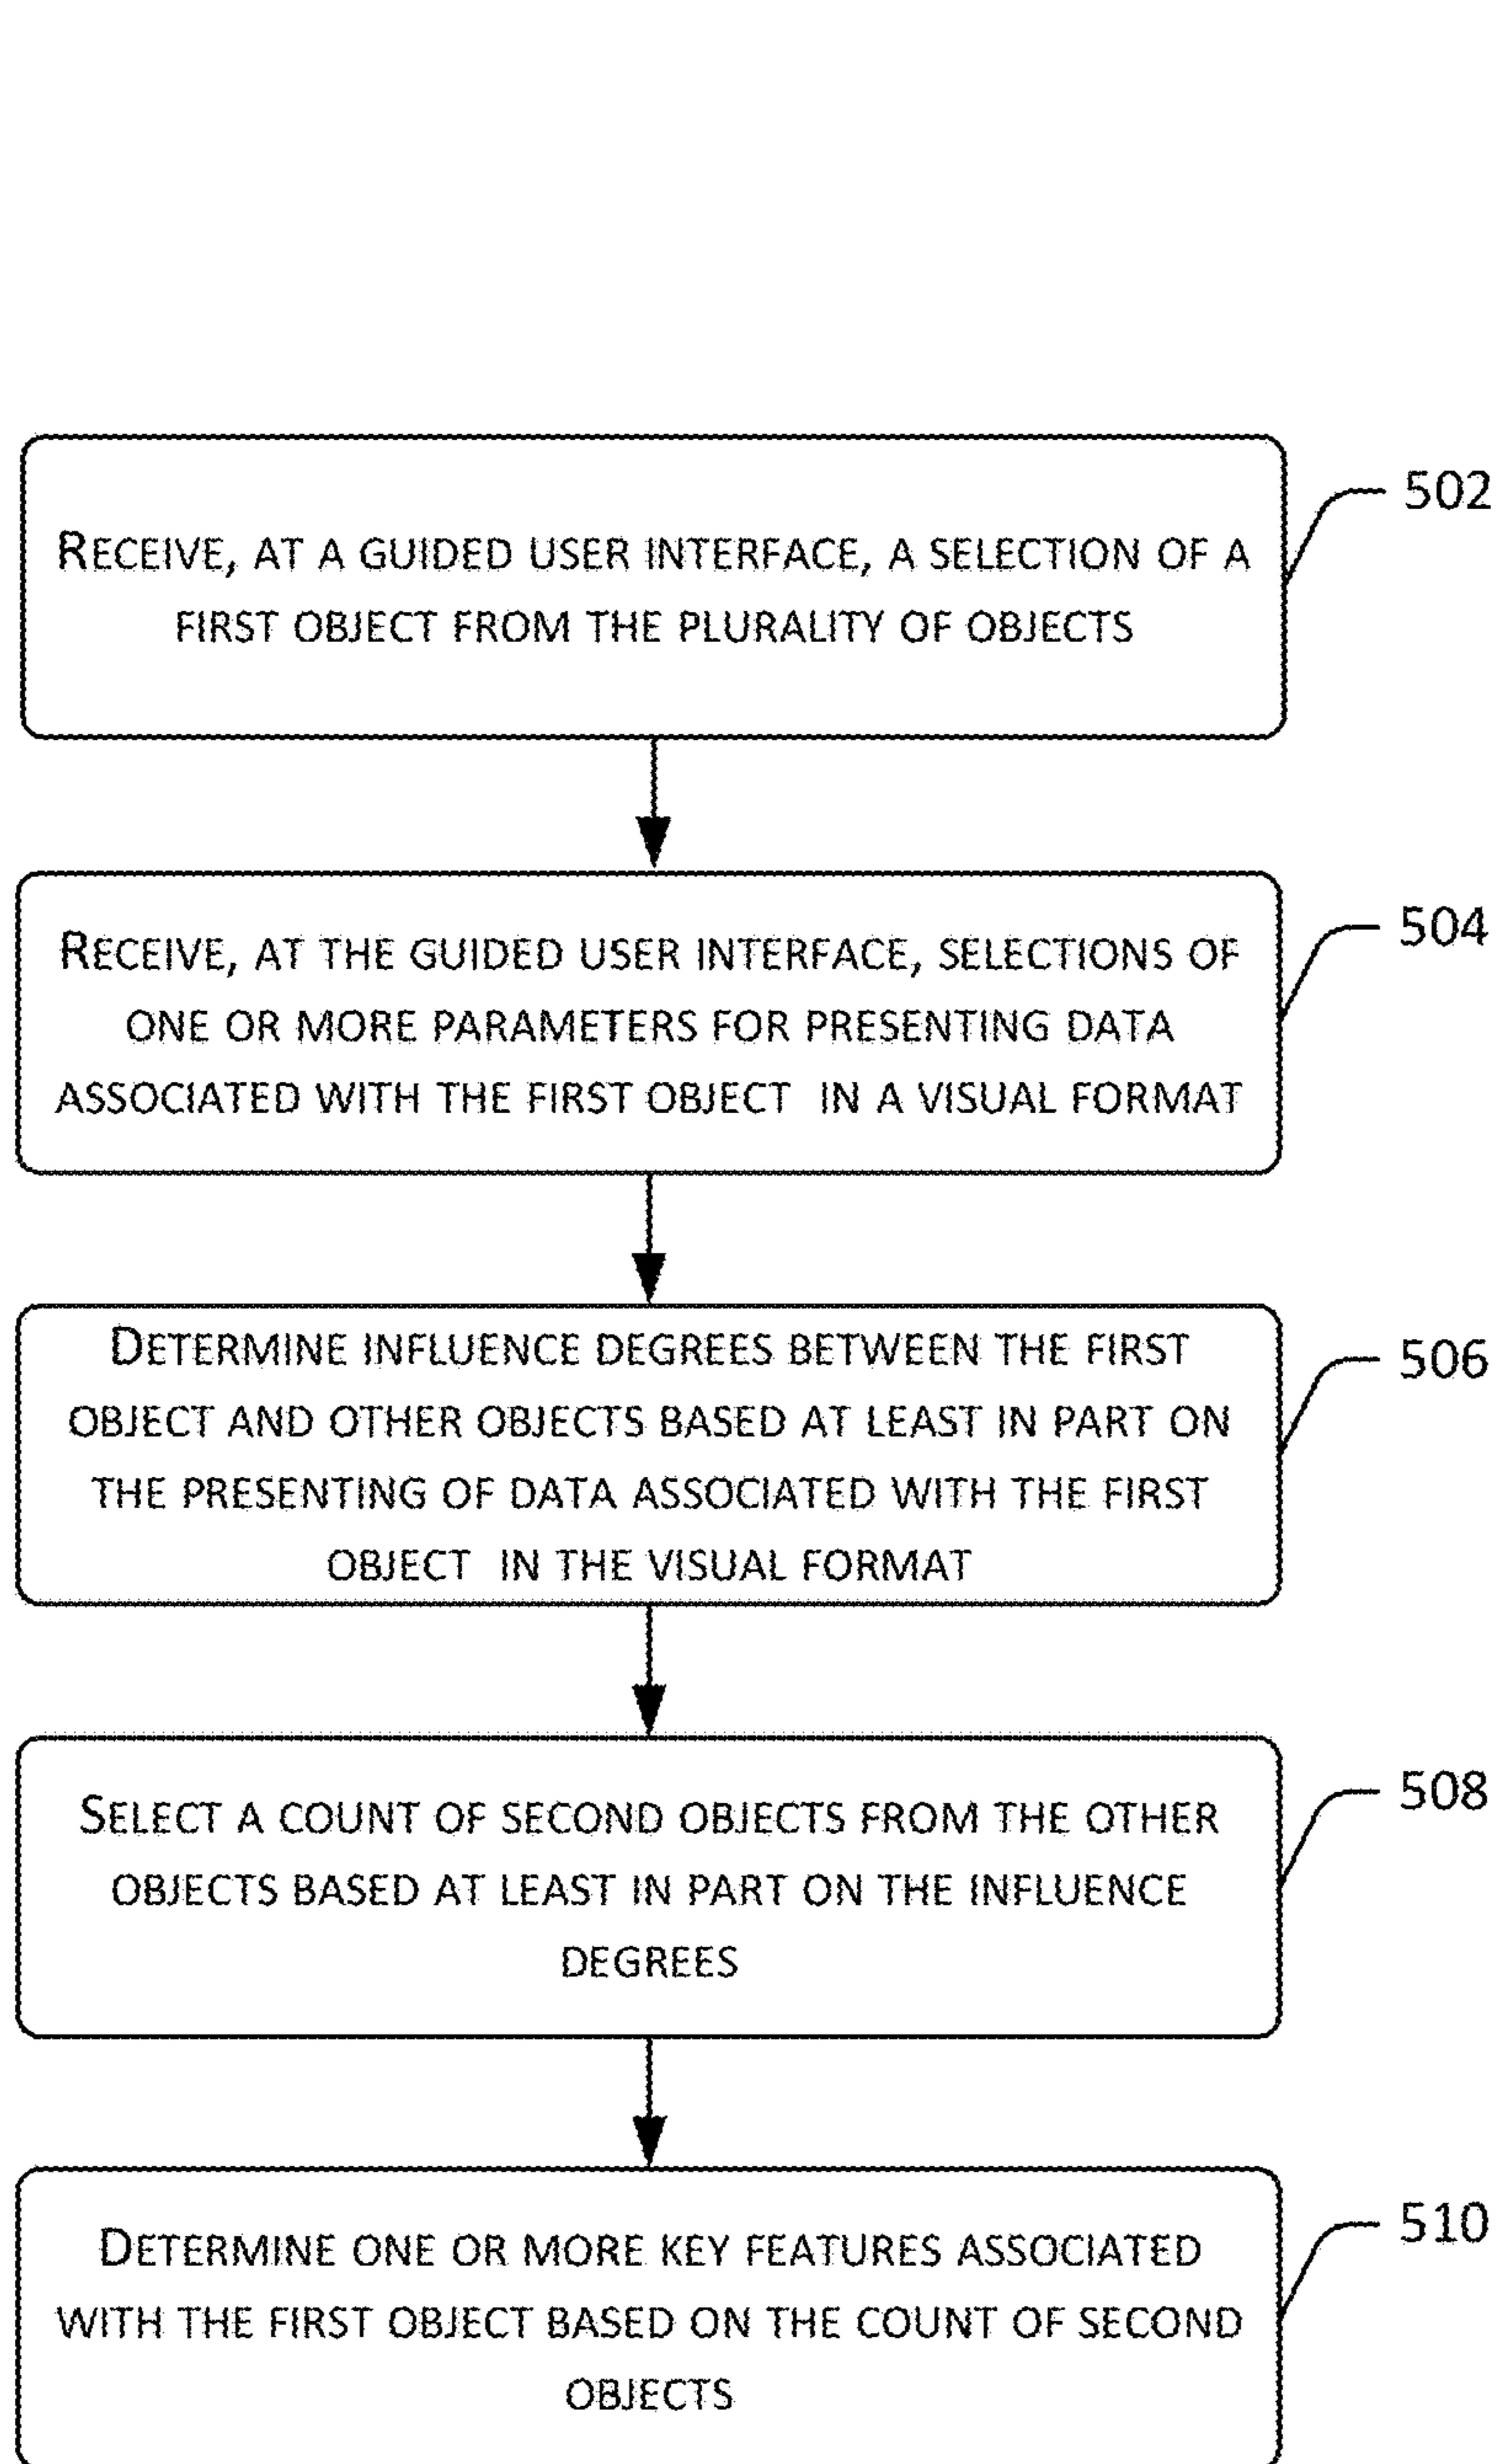 RECEIVE, AT A GUIDED USER INTERFACE, A SELECTION OF A
FIRST OBJECT FROM THE PLURALITY OF OBJECTS
502
RECEIVE, AT THE GUIDED USER INTERFACE, SELECTIONS OF
ONE OR MORE PARAMETERS FOR PRESENTING DATA
ASSOCIATED WITH THE FIRST OBJECT IN A VISUAL FORMAT
504
DETERMINE INFLUENCE DEGREES BETWEEN THE FIRST
OBJECT AND OTHER OBJECTS BASED AT LEAST IN PART ON
THE PRESENTING OF DATA ASSOCIATED WITH THE FIRST
OBJECT IN THE VISUAL FORMAT
506
SELECT A COUNT OF SECOND OBJECTS FROM THE OTHER
OBJECTS BASED AT LEAST IN PART ON THE INFLUENCE
DEGREES
508
DETERMINE ONE OR MORE KEY FEATURES ASSOCIATED
WITH THE FIRST OBJECT BASED ON THE COUNT OF SECOND
OBJECTS
510